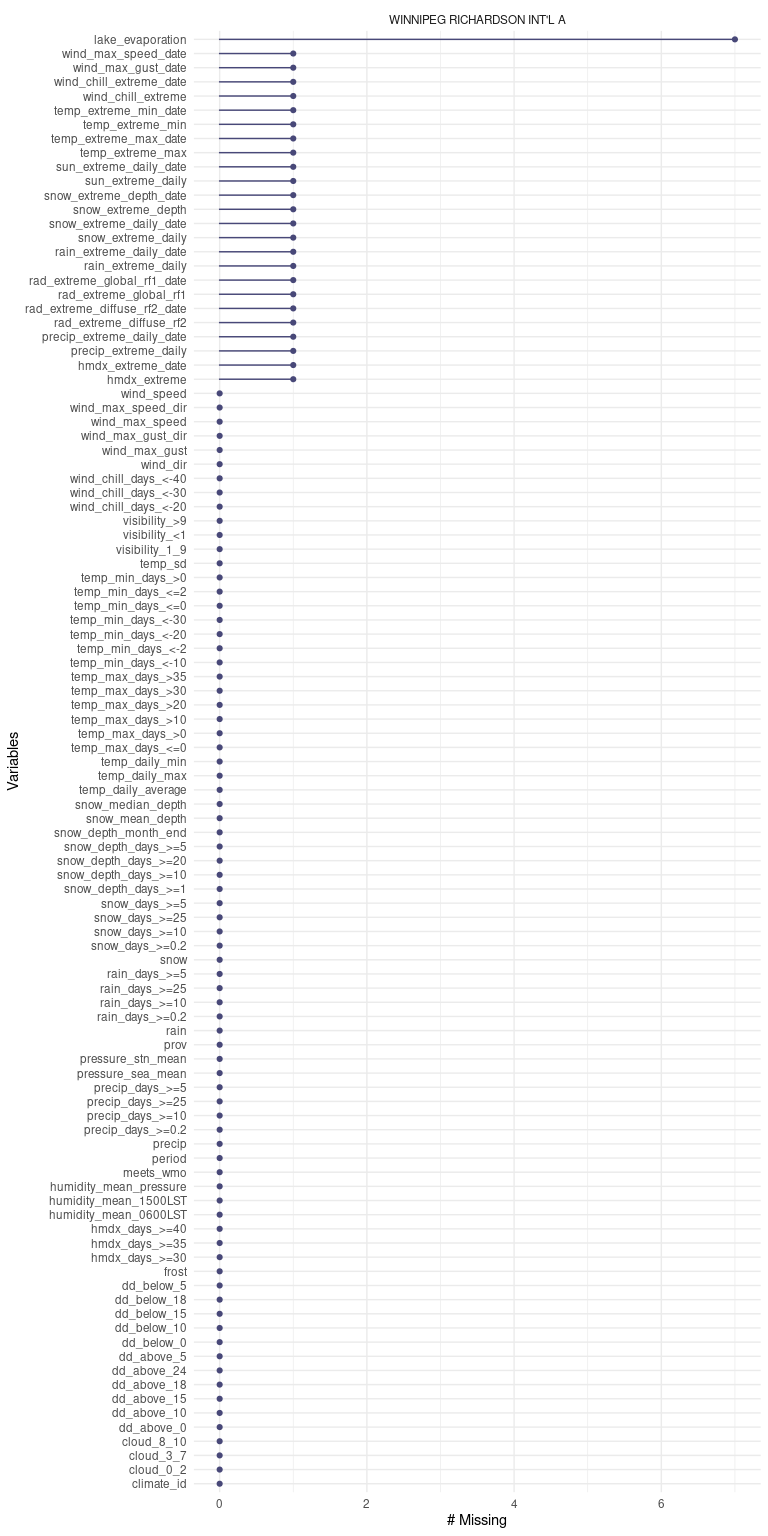 WINNIPEG RICHARDSON INT'L A
lake_evaporation
wind_max_speed_date
wind_max_gust_date
wind_chill_extreme_date
wind_chill_extreme
temp_extreme_min_date
temp_extreme_min
temp_extreme_max_date
temp_extreme_max
sun_extreme_daily_date
sun_extreme_daily
snow_extreme_depth_date
snow_extreme_depth
snow_extreme_daily_date
snow_extreme_daily
rain_extreme_daily_date
rain_extreme_daily
rad_extreme_global_rf1_date
rad_extreme_global_rf1
rad_extreme_diffuse_rf2_date
rad_extreme_diffuse_rf2
precip_extreme_daily_date
precip_extreme_daily
hmdx_extreme_date
hmdx_extreme
wind_speed
wind_max_speed_dir
wind_max_speed
wind_max_gust_dir
wind_max_gust
wind_dir
wind_chill_days_<-40
wind_chill_days_<-30
wind_chill_days_<-20
visibility_>9
visibility_<1
visibility_1_9
temp_sd
temp_min_days_>0
temp_min_days_<=2
temp_min_days_<=0
temp_min_days_<-30
temp_min_days_<-20
temp_min_days_<-2
temp_min_days_<-10
temp_max_days_>35
temp_max_days_>30
temp_max_days_>20
temp_max_days_>10
temp_max_days_>0
temp_max_days_<=0
temp_daily_min
temp_daily_max
temp_daily_average
snow_median_depth
snow_mean_depth
snow_depth_month_end
snow_depth_days_>=5
snow_depth_days_>=20
snow_depth_days_>=10
snow_depth_days_>=1
snow_days_>=5
snow_days_>=25
snow_days_>=10
snow_days_>=0.2
snow
rain_days_>=5
rain_days_>=25
rain_days_>=10
rain_days_>=0.2
rain
prov
pressure_stn_mean
pressure_sea_mean
precip_days_>=5
precip_days_>=25
precip_days_>=10
precip_days_>=0.2
precip
period
meets_wmo
humidity_mean_pressure
humidity_mean_1500LST
humidity_mean_0600LST
hmdx_days_>=40
hmdx_days_>=35
hmdx_days_>=30
frost
dd_below_5
dd_below_18
dd_below_15
dd_below_10
dd_below_0
dd_above_5
dd_above_24
dd_above_18
dd_above_15
dd_above_10
dd_above_0
cloud_8_10
cloud_3_7
cloud_0_2
climate_id
Variables
0 2 4 6
# Missing